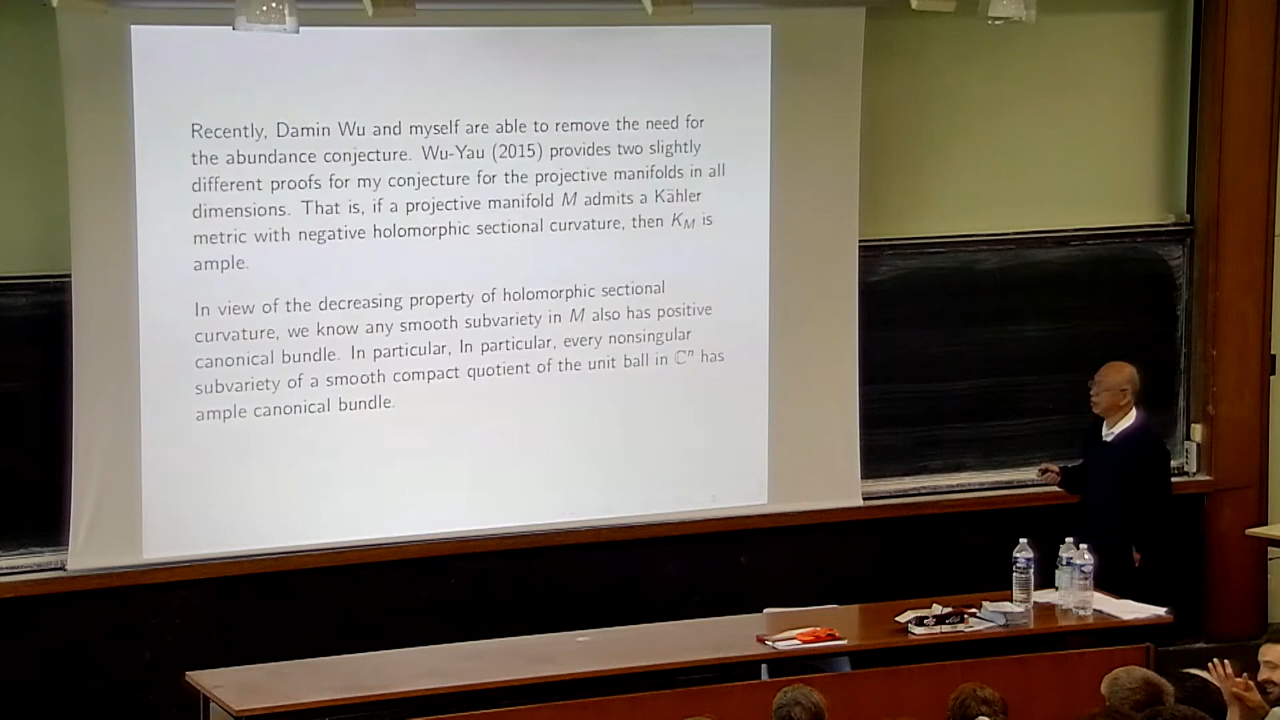 Recently, Damin Wu and myself are able to remove the need for
the abundance conjecture. Wu-Yau (2015) provides two slightly
different proofs for my conjecture for the projective manifolds in all
dimensions. That is, if a projective manifold M admits a Kähler
metric with negative holomorphic sectional curvature, then K_M is
ample.
In view of the decreasing property of holomorphic sectional
curvature, we know any smooth subvariety in M also has positive
canonical bundle. In particular, In particular, every nonsingular
subvariety of a smooth compact quotient of the unit ball in ℂⁿ has
ample canonical bundle.